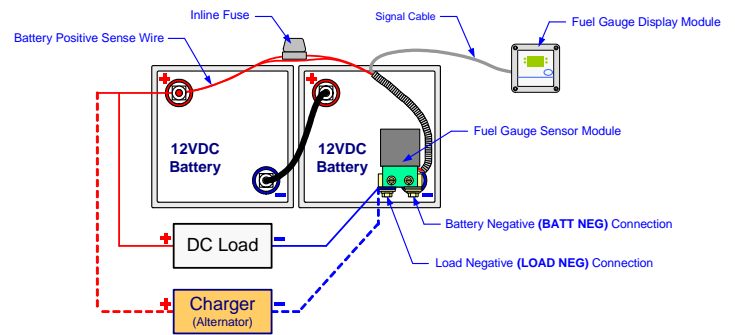 Inline Fuse
Signal Cable
Fuel Gauge Display Module
Battery Positive Sense Wire
+
+
12VDC
Battery
12VDC
Battery
Fuel Gauge Sensor Module
−
−
Battery Negative (BATT NEG) Connection
+ DC Load −
Load Negative (LOAD NEG) Connection
+ Charger −
(Alternator)